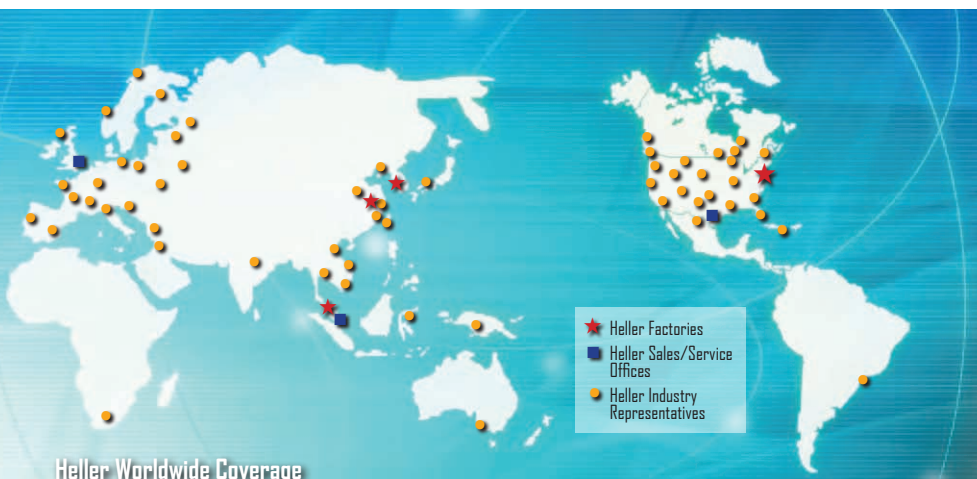 Heller Factories
Heller Sales/Service
Offices
Heller Industry
Representatives
Heller Worldwide Coverage